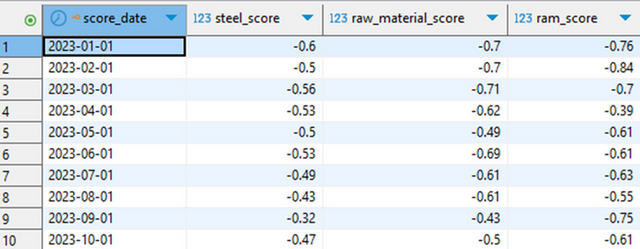 score_date 123 steel_score 123 raw_material_score 123 ram_score
1 2023-01-01 -0.6 -0.7 -0.76
2 2023-02-01 -0.5 -0.7 -0.84
3 2023-03-01 -0.56 -0.71 -0.7
4 2023-04-01 -0.53 -0.62 -0.39
5 2023-05-01 -0.5 -0.49 -0.61
6 2023-06-01 -0.53 -0.69 -0.61
7 2023-07-01 -0.49 -0.61 -0.63
8 2023-08-01 -0.43 -0.61 -0.55
9 2023-09-01 -0.32 -0.43 -0.75
10 2023-10-01 -0.47 -0.5 -0.61